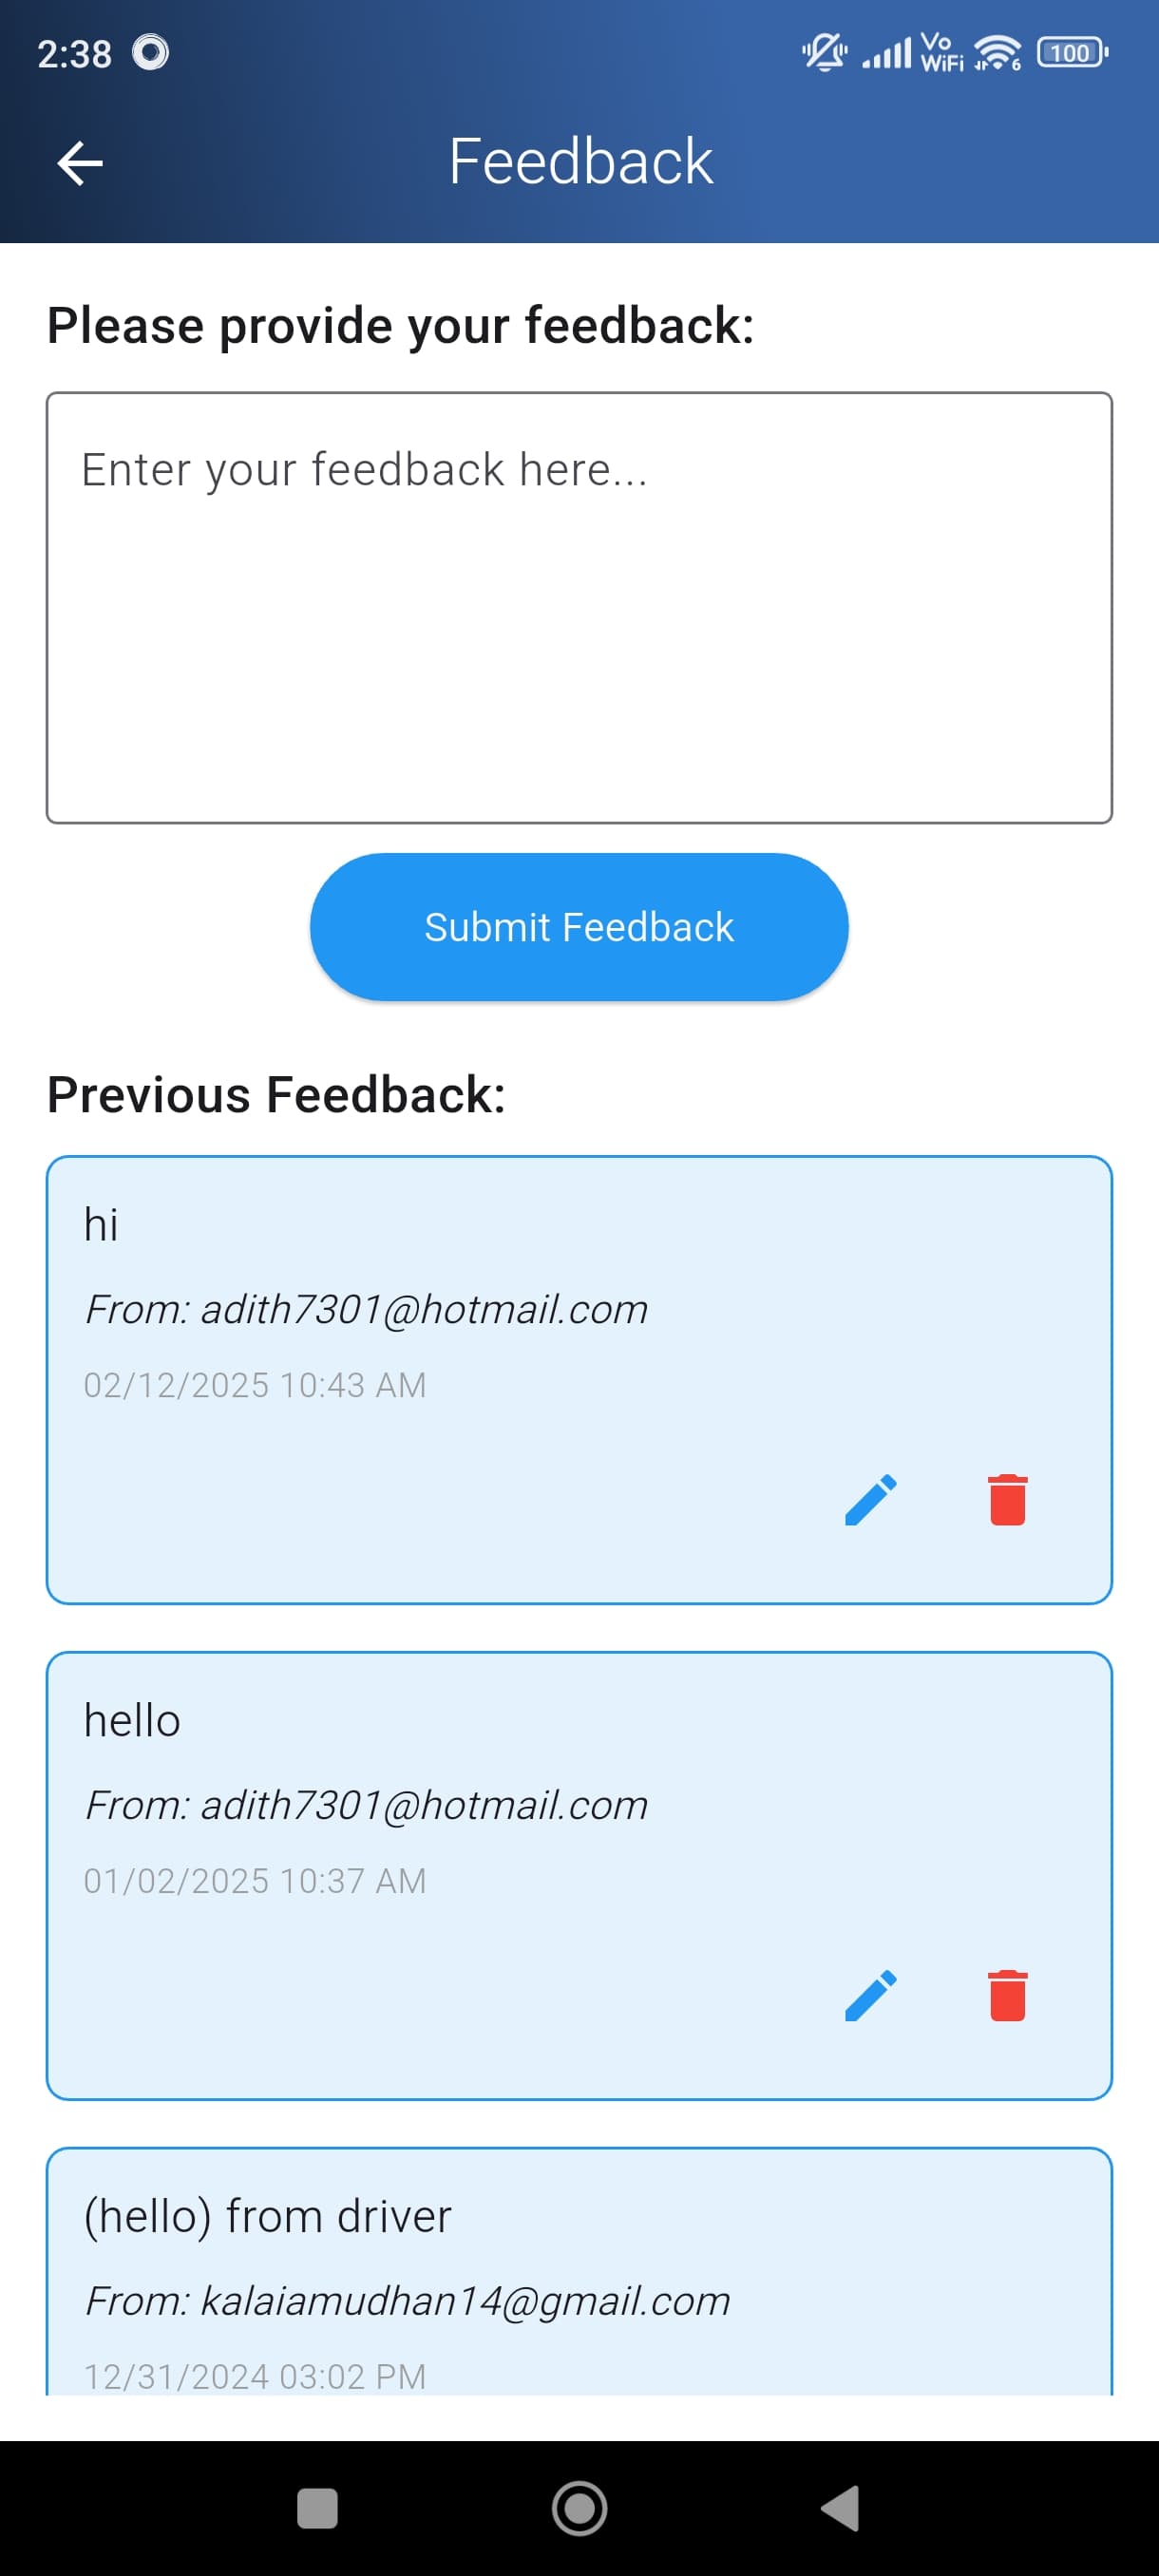 2:38 Vo WiFi 6 100
Feedback
Please provide your feedback:
Enter your feedback here...
Submit Feedback
Previous Feedback:
hi
From: adith7301@hotmail.com
02/12/2025 10:43 AM
hello
From: adith7301@hotmail.com
01/02/2025 10:37 AM
(hello) from driver
From: kalaiamudhan14@gmail.com
12/31/2024 03:02 PM